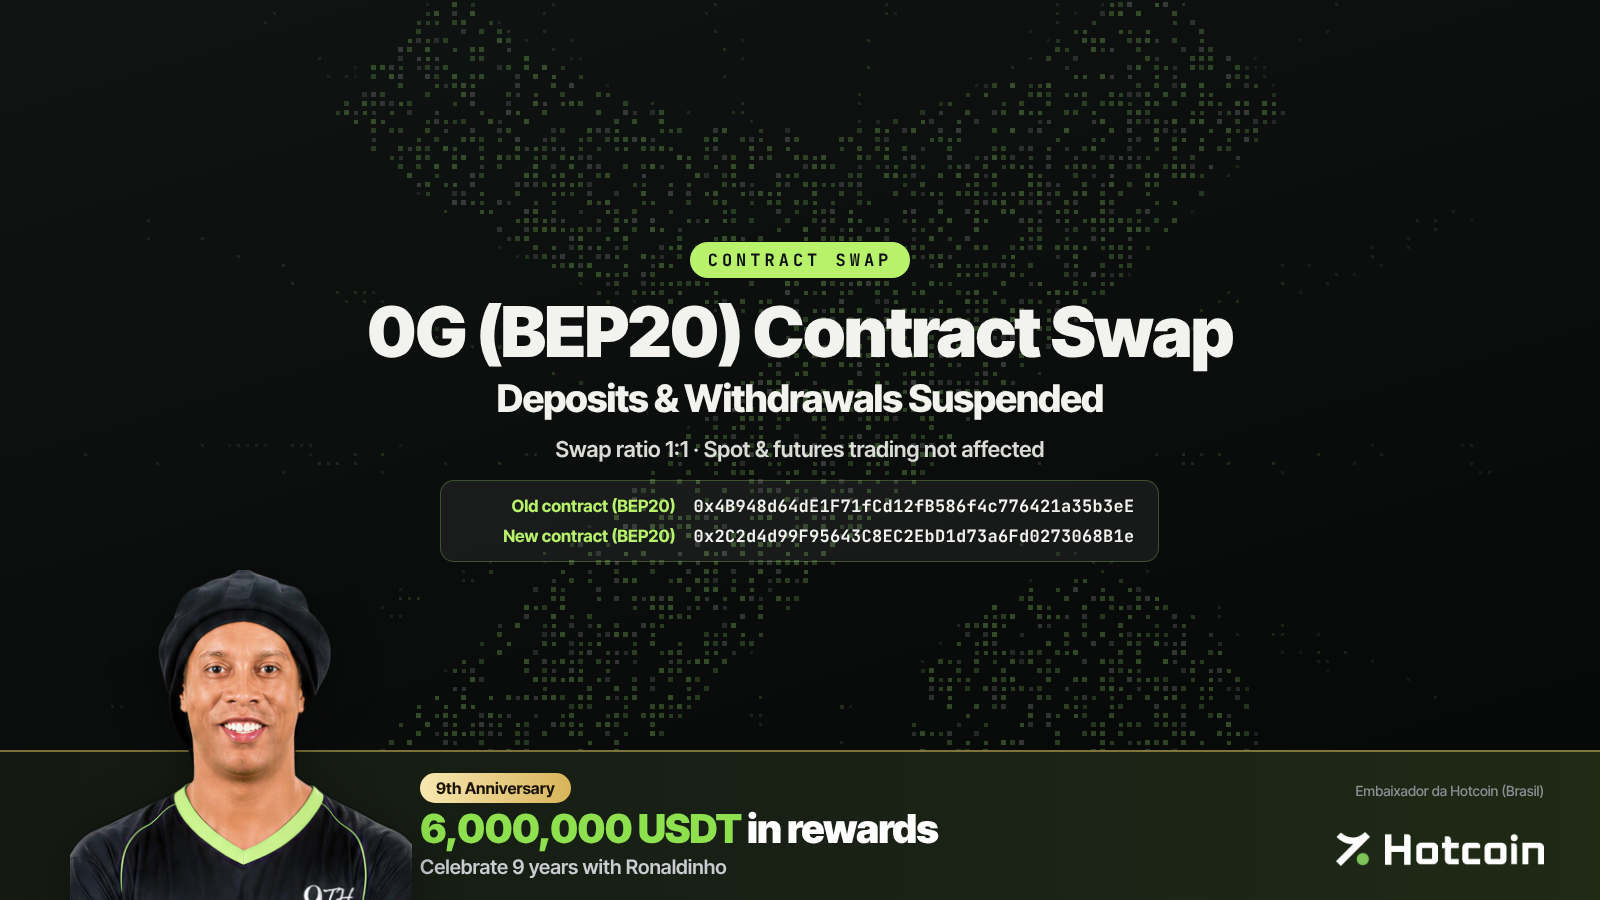 CONTRACT SWAP
0G (BEP20) Contract Swap
Deposits & Withdrawals Suspended
Swap ratio 1:1 · Spot & futures trading not affected
Old contract (BEP20) 0x4B948d64dE1F71fCd12fB586f4c776421a35b3eE
New contract (BEP20) 0x2C2d4d99F95643C8EC2EbD1d73a6Fd0273068B1e
9th Anniversary
6,000,000 USDT in rewards
Celebrate 9 years with Ronaldinho
Embaixador da Hotcoin (Brasil)
Hotcoin
9TH